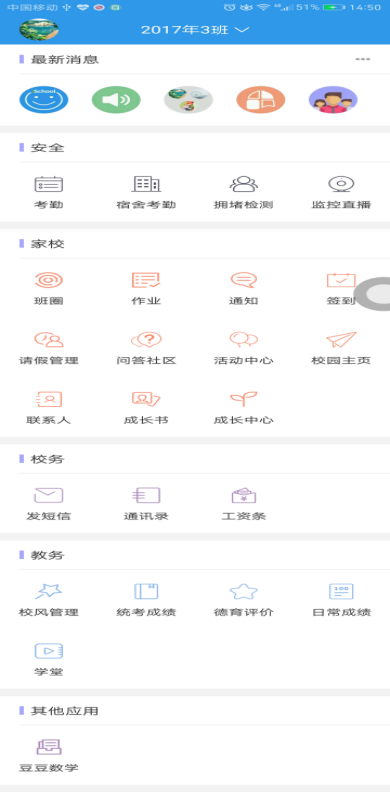 中国移动 51% 14:50
2017年3班
最新消息
School
安全
考勤 宿舍考勤 拥堵检测 监控直播
家校
班圈 作业 通知 签到
请假管理 问答社区 活动中心 校园主页
联系人 成长书 成长中心
校务
发短信 通讯录 工资条
教务
100
校风管理 统考成绩 德育评价 日常成绩
学堂
其他应用
豆豆数学